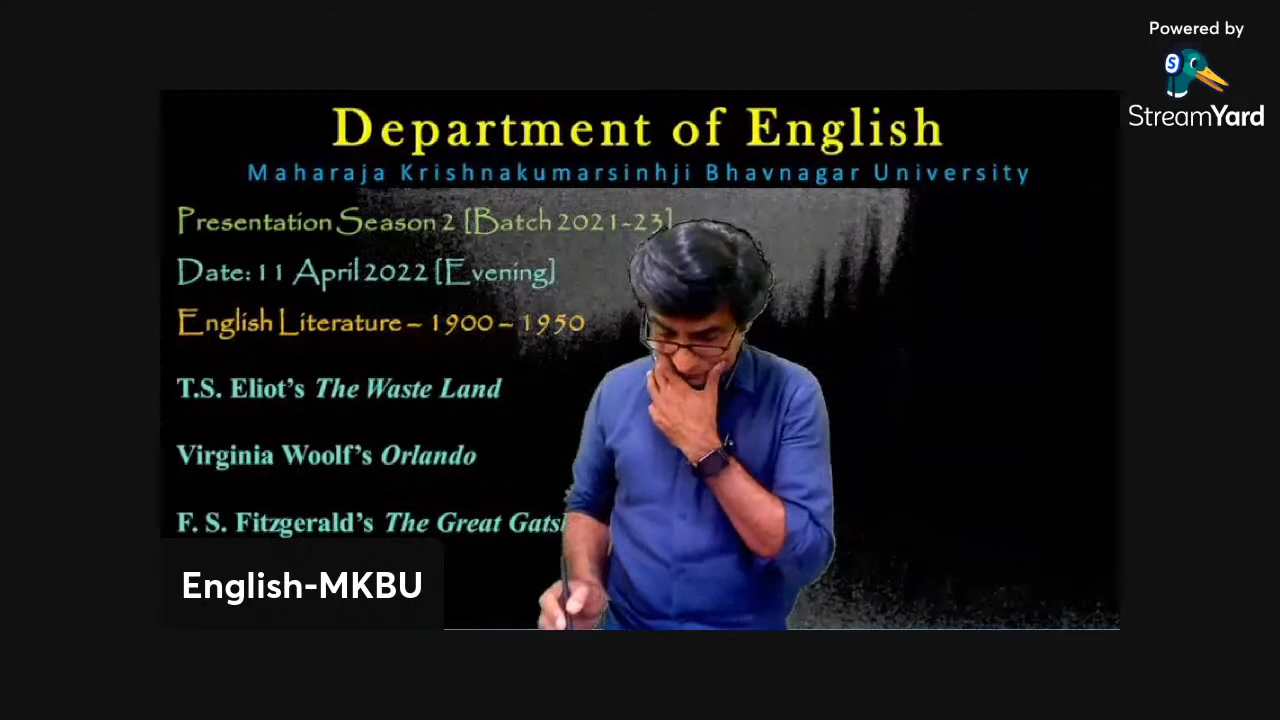 Powered by
StreamYard
Department of English
Maharaja Krishnakumarsinhji Bhavnagar University
Presentation Season 2 [Batch 2021-23]
Date: 11 April 2022 [Evening]
English Literature – 1900 – 1950
T.S. Eliot's The Waste Land
Virginia Woolf's Orlando
F. S. Fitzgerald's The Great
English-MKBU